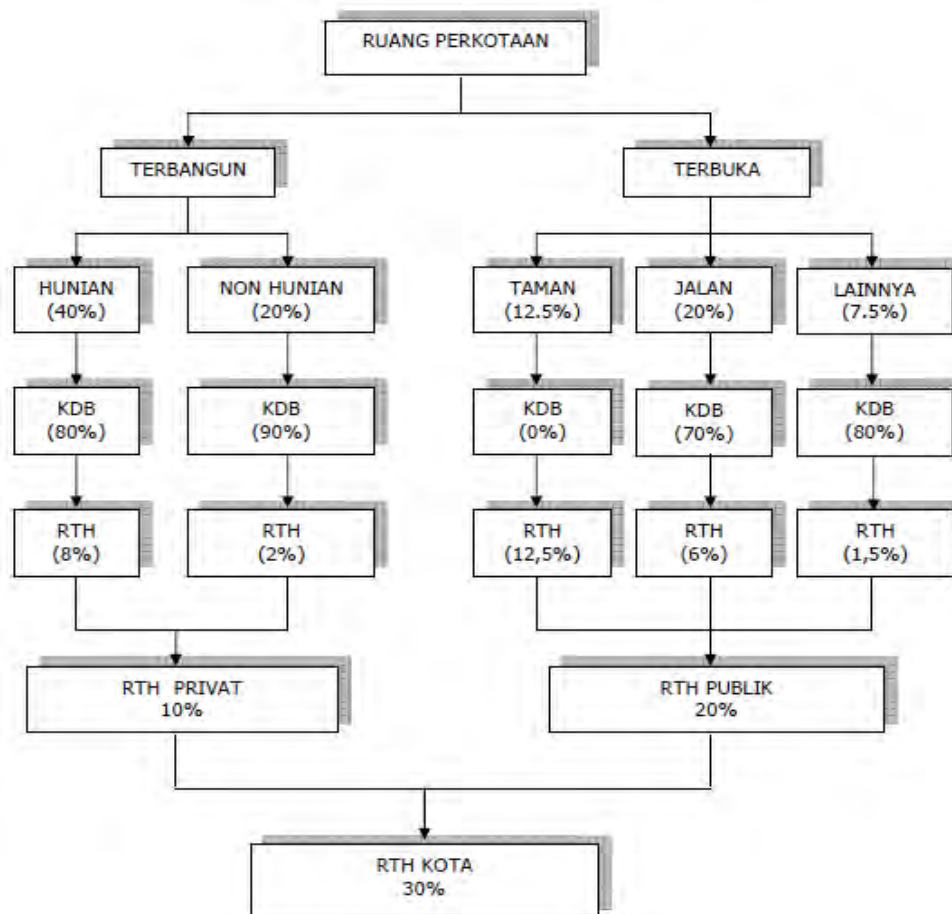 RUANG PERKOTAAN
TERBANGUN
TERBUKA
HUNIAN
(40%)
NON HUNIAN
(20%)
TAMAN
(12.5%)
JALAN
(20%)
LAINNYA
(7.5%)
KDB
(80%)
KDB
(90%)
KDB
(0%)
KDB
(70%)
KDB
(80%)
RTH
(8%)
RTH
(2%)
RTH
(12,5%)
RTH
(6%)
RTH
(1,5%)
RTH PRIVAT
10%
RTH PUBLIK
20%
RTH KOTA
30%